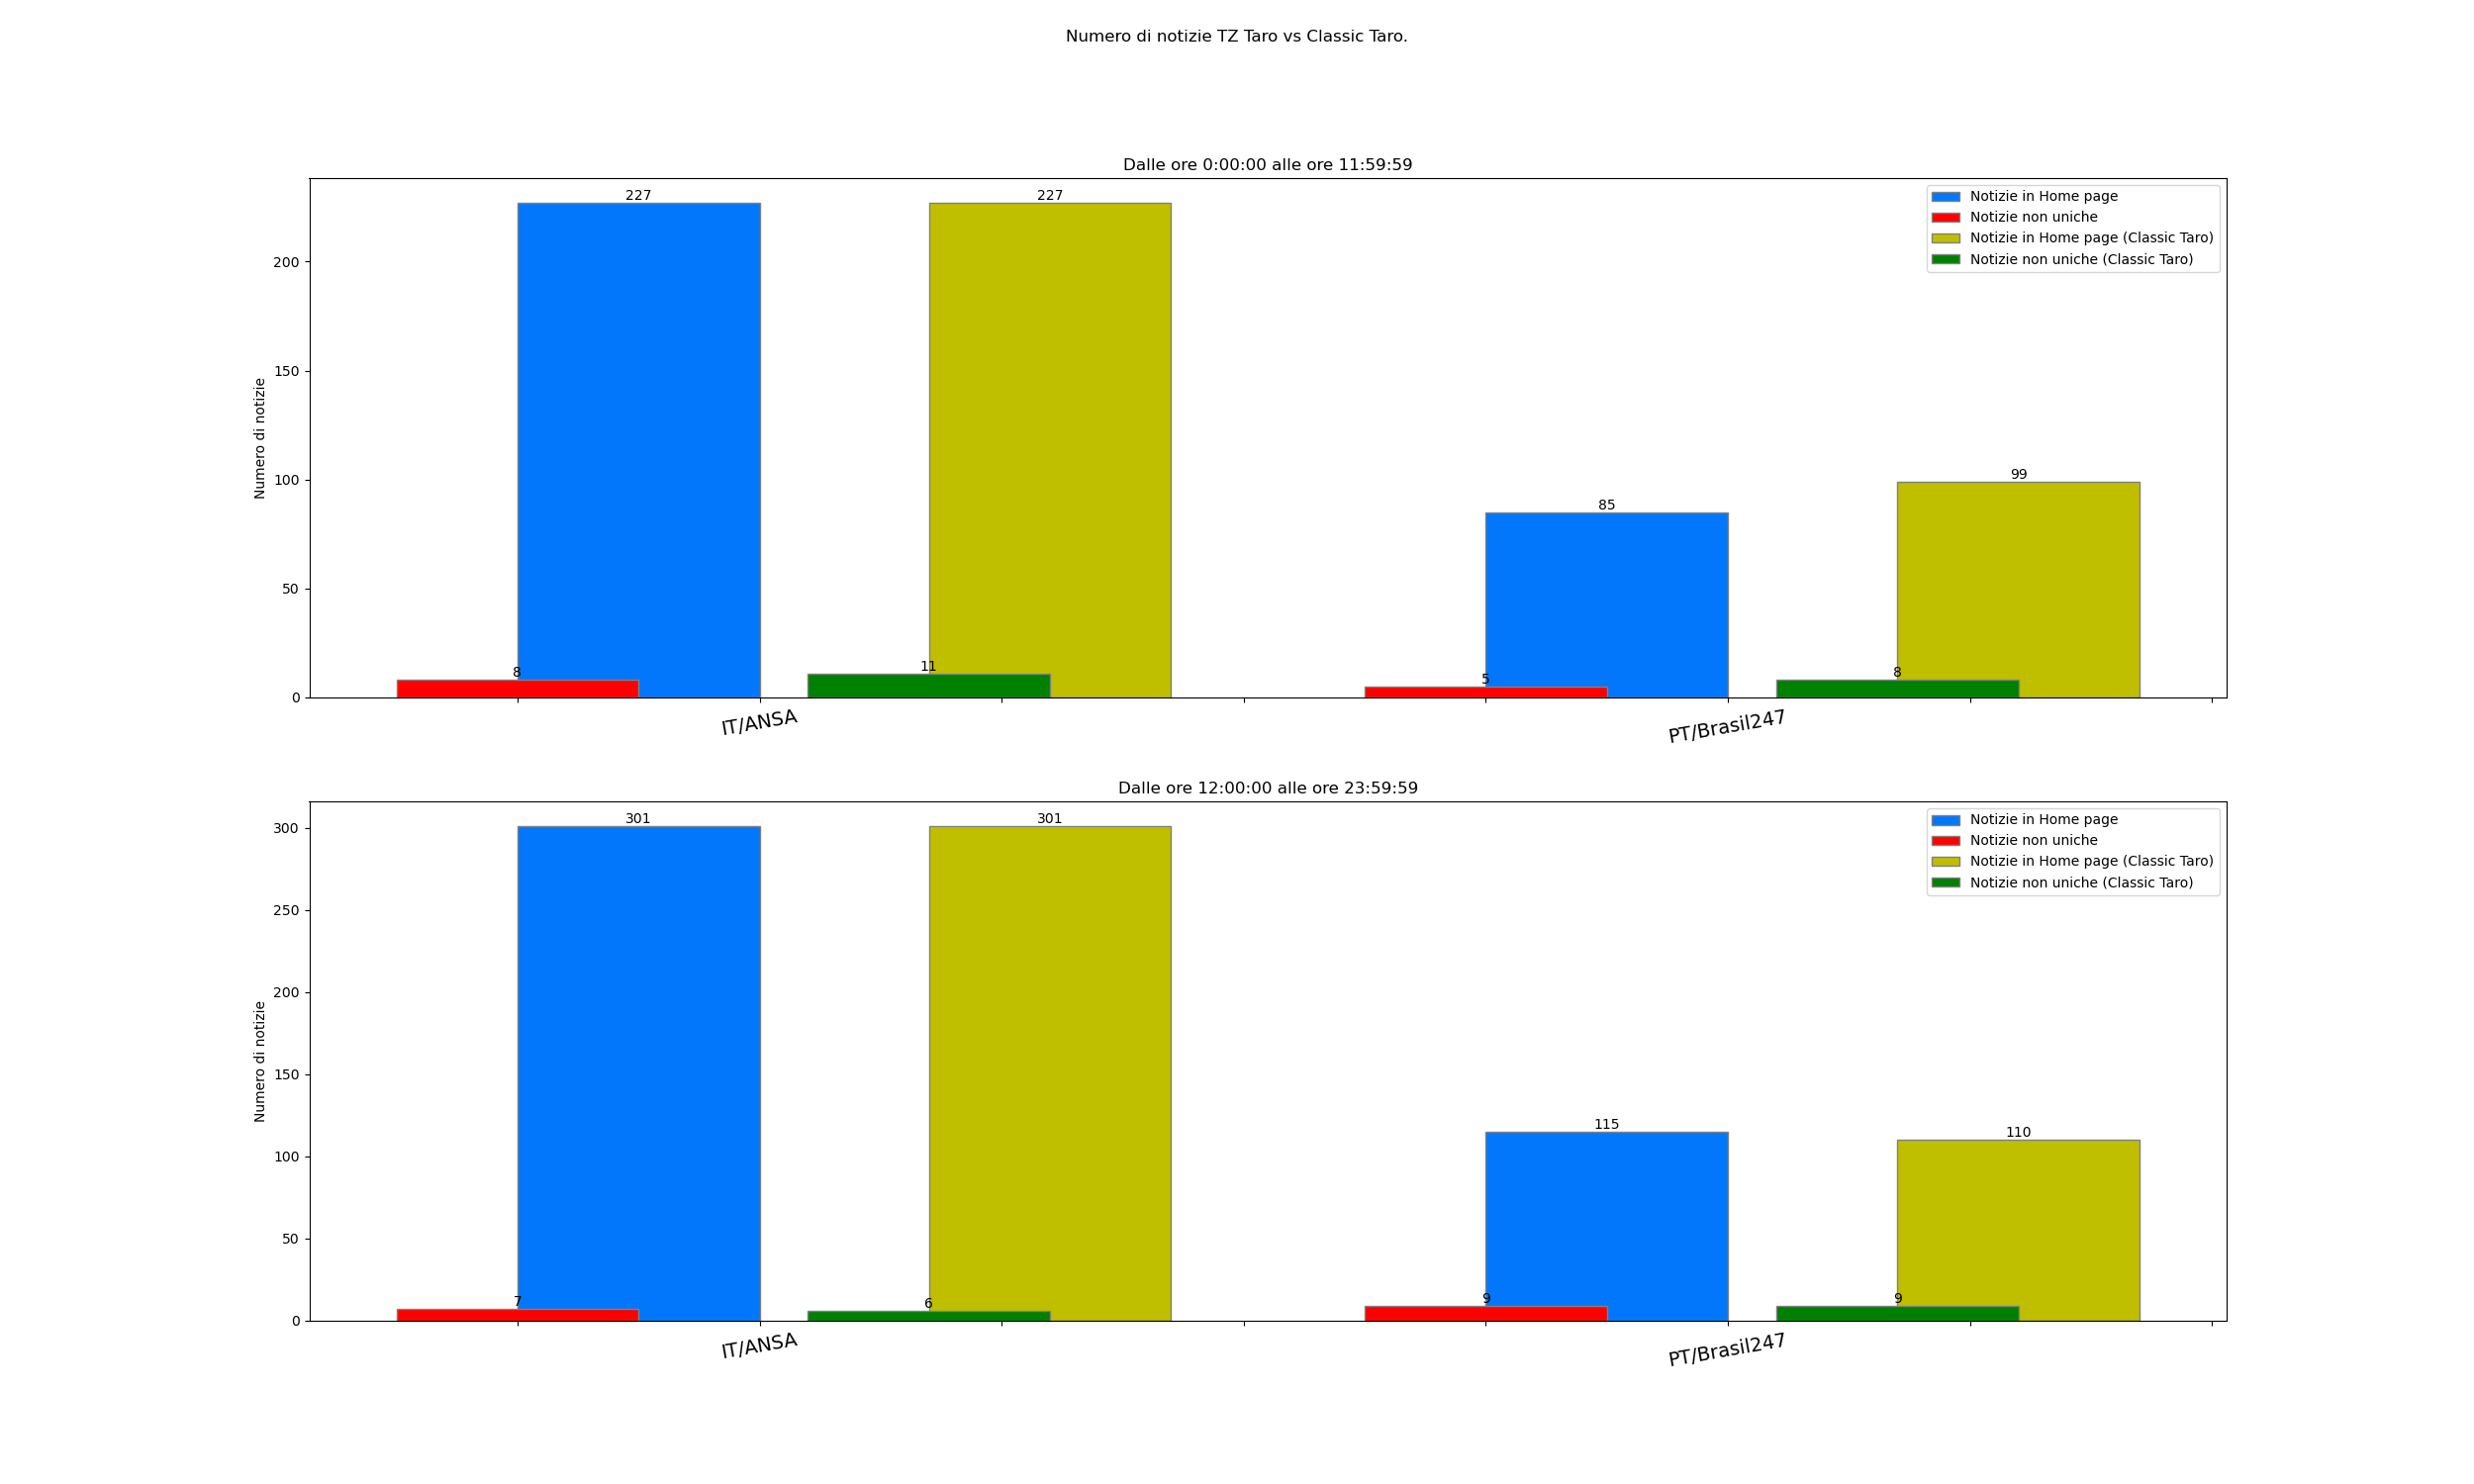 Numero di notizie TZ Taro vs Classic Taro.
Dalle ore 0:00:00 alle ore 11:59:59
Numero di notizie
200
150
100
50
0
227
227
85
99
8
11
5
8
Notizie in Home page
Notizie non uniche
Notizie in Home page (Classic Taro)
Notizie non uniche (Classic Taro)
IT/ANSA
PT/Brasil247
Dalle ore 12:00:00 alle ore 23:59:59
Numero di notizie
300
250
200
150
100
50
0
301
301
115
110
7
6
9
9
Notizie in Home page
Notizie non uniche
Notizie in Home page (Classic Taro)
Notizie non uniche (Classic Taro)
IT/ANSA
PT/Brasil247